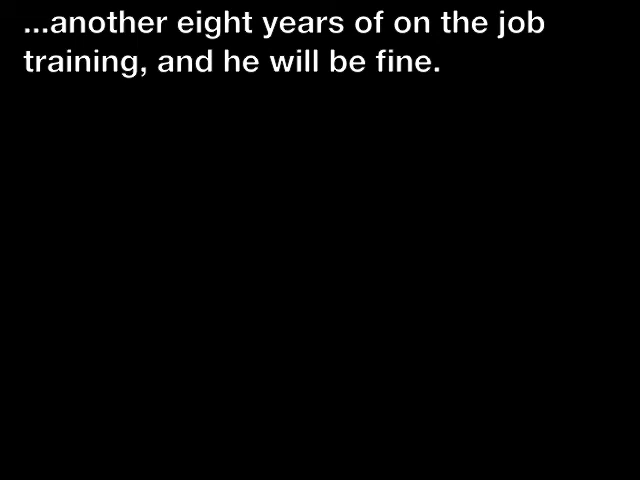 ...another eight years of on the job
training, and he will be fine.